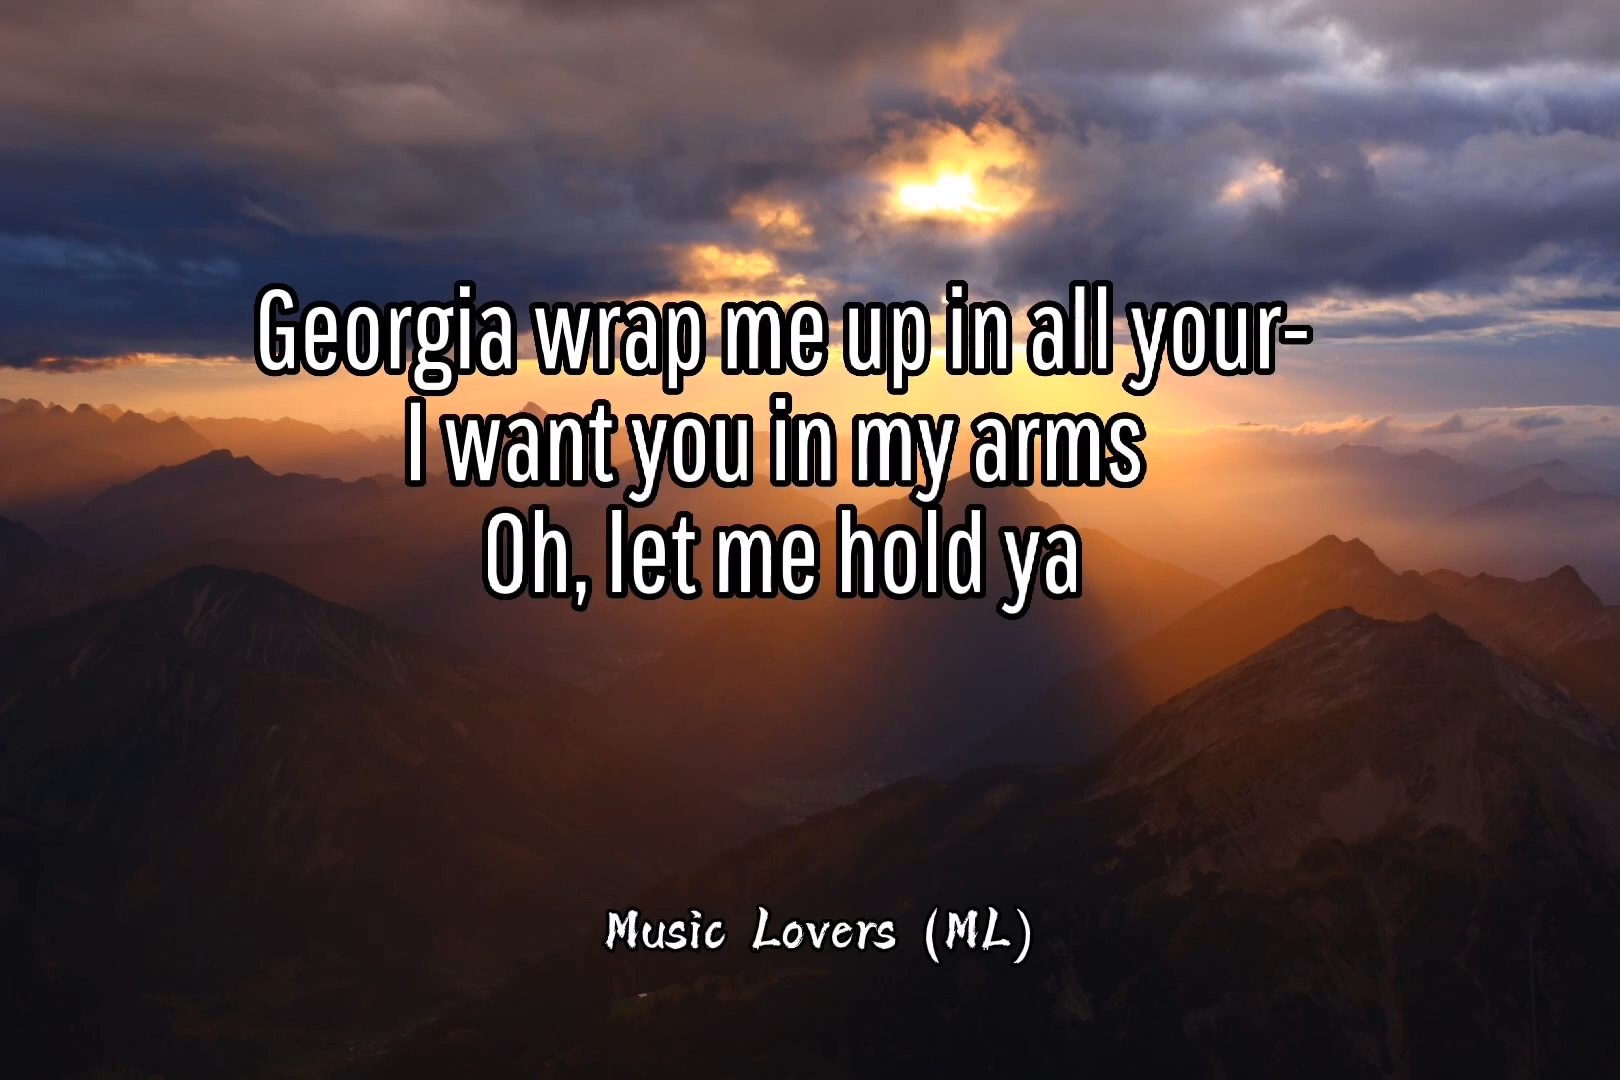 Georgia wrap me up in all your-
I want you in my arms
Oh, let me hold ya
Music Lovers (ML)